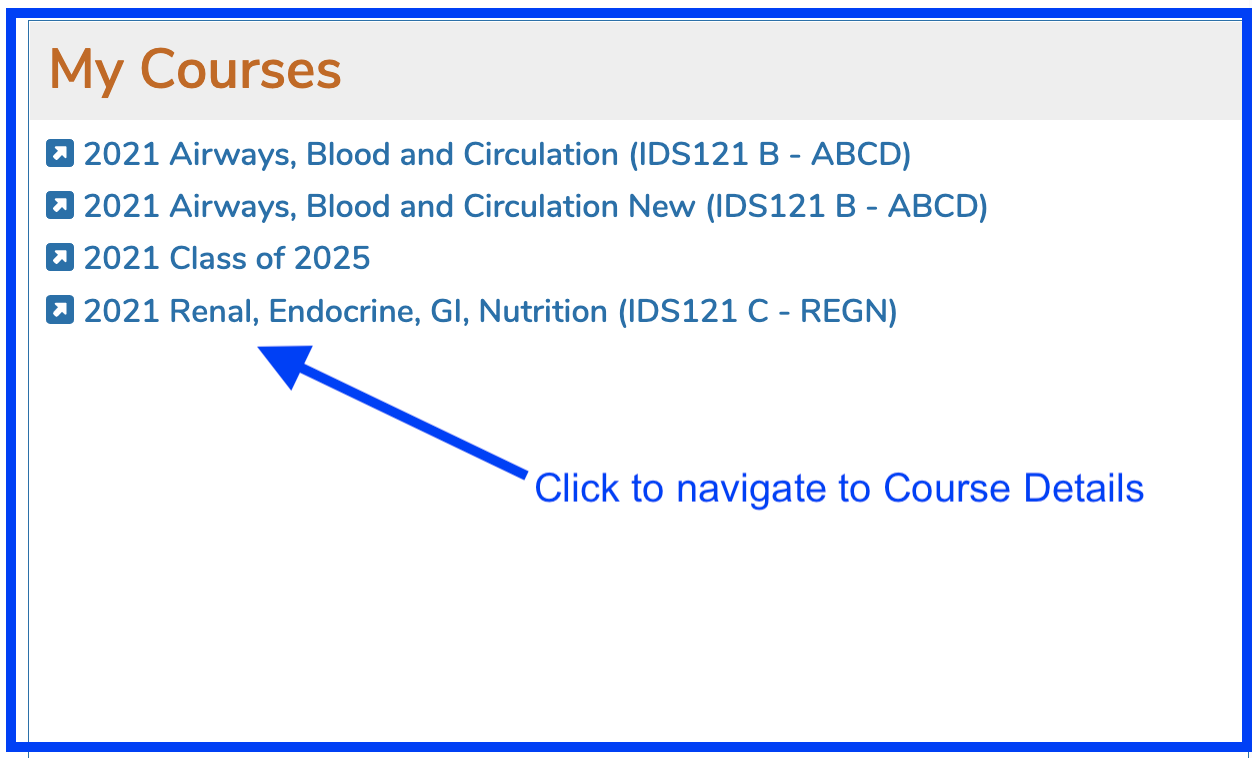 My Courses
2021 Airways, Blood and Circulation (IDS121 B - ABCD)
2021 Airways, Blood and Circulation New (IDS121 B - ABCD)
2021 Class of 2025
2021 Renal, Endocrine, GI, Nutrition (IDS121 C - REGN)
Click to navigate to Course Details